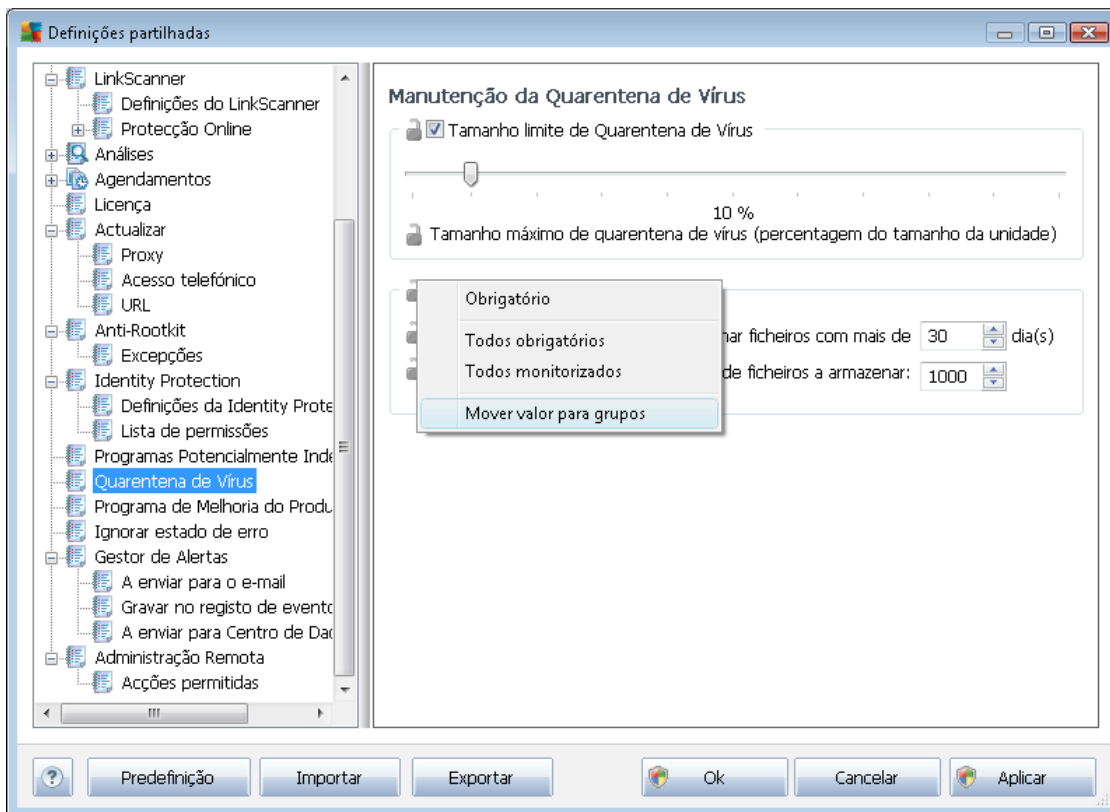 Definições partilhadas
LinkScanner
Definições do LinkScanner
Protecção Online
Análises
Agendamentos
Licença
Actualizar
Proxy
Acesso telefónico
URL
Anti-Rootkit
Excepções
Identity Protection
Definições da Identity Prote
Lista de permissões
Programas Potencialmente Inde
Quarentena de Vírus
Programa de Melhoria do Produ
Ignorar estado de erro
Gestor de Alertas
A enviar para o e-mail
Gravar no registo de evento
A enviar para Centro de Dad
Administração Remota
Acções permitidas
Manutenção da Quarentena de Vírus
Tamanho limite de Quarentena de Vírus
10 %
Tamanho máximo de quarentena de vírus (percentagem do tamanho da unidade)
Obrigatório
Todos obrigatórios
Todos monitorizados
Mover valor para grupos
ficheiros com mais de 30 dia(s)
de ficheiros a armazenar: 1000
? Predefinição Importar Exportar Ok Cancelar Aplicar